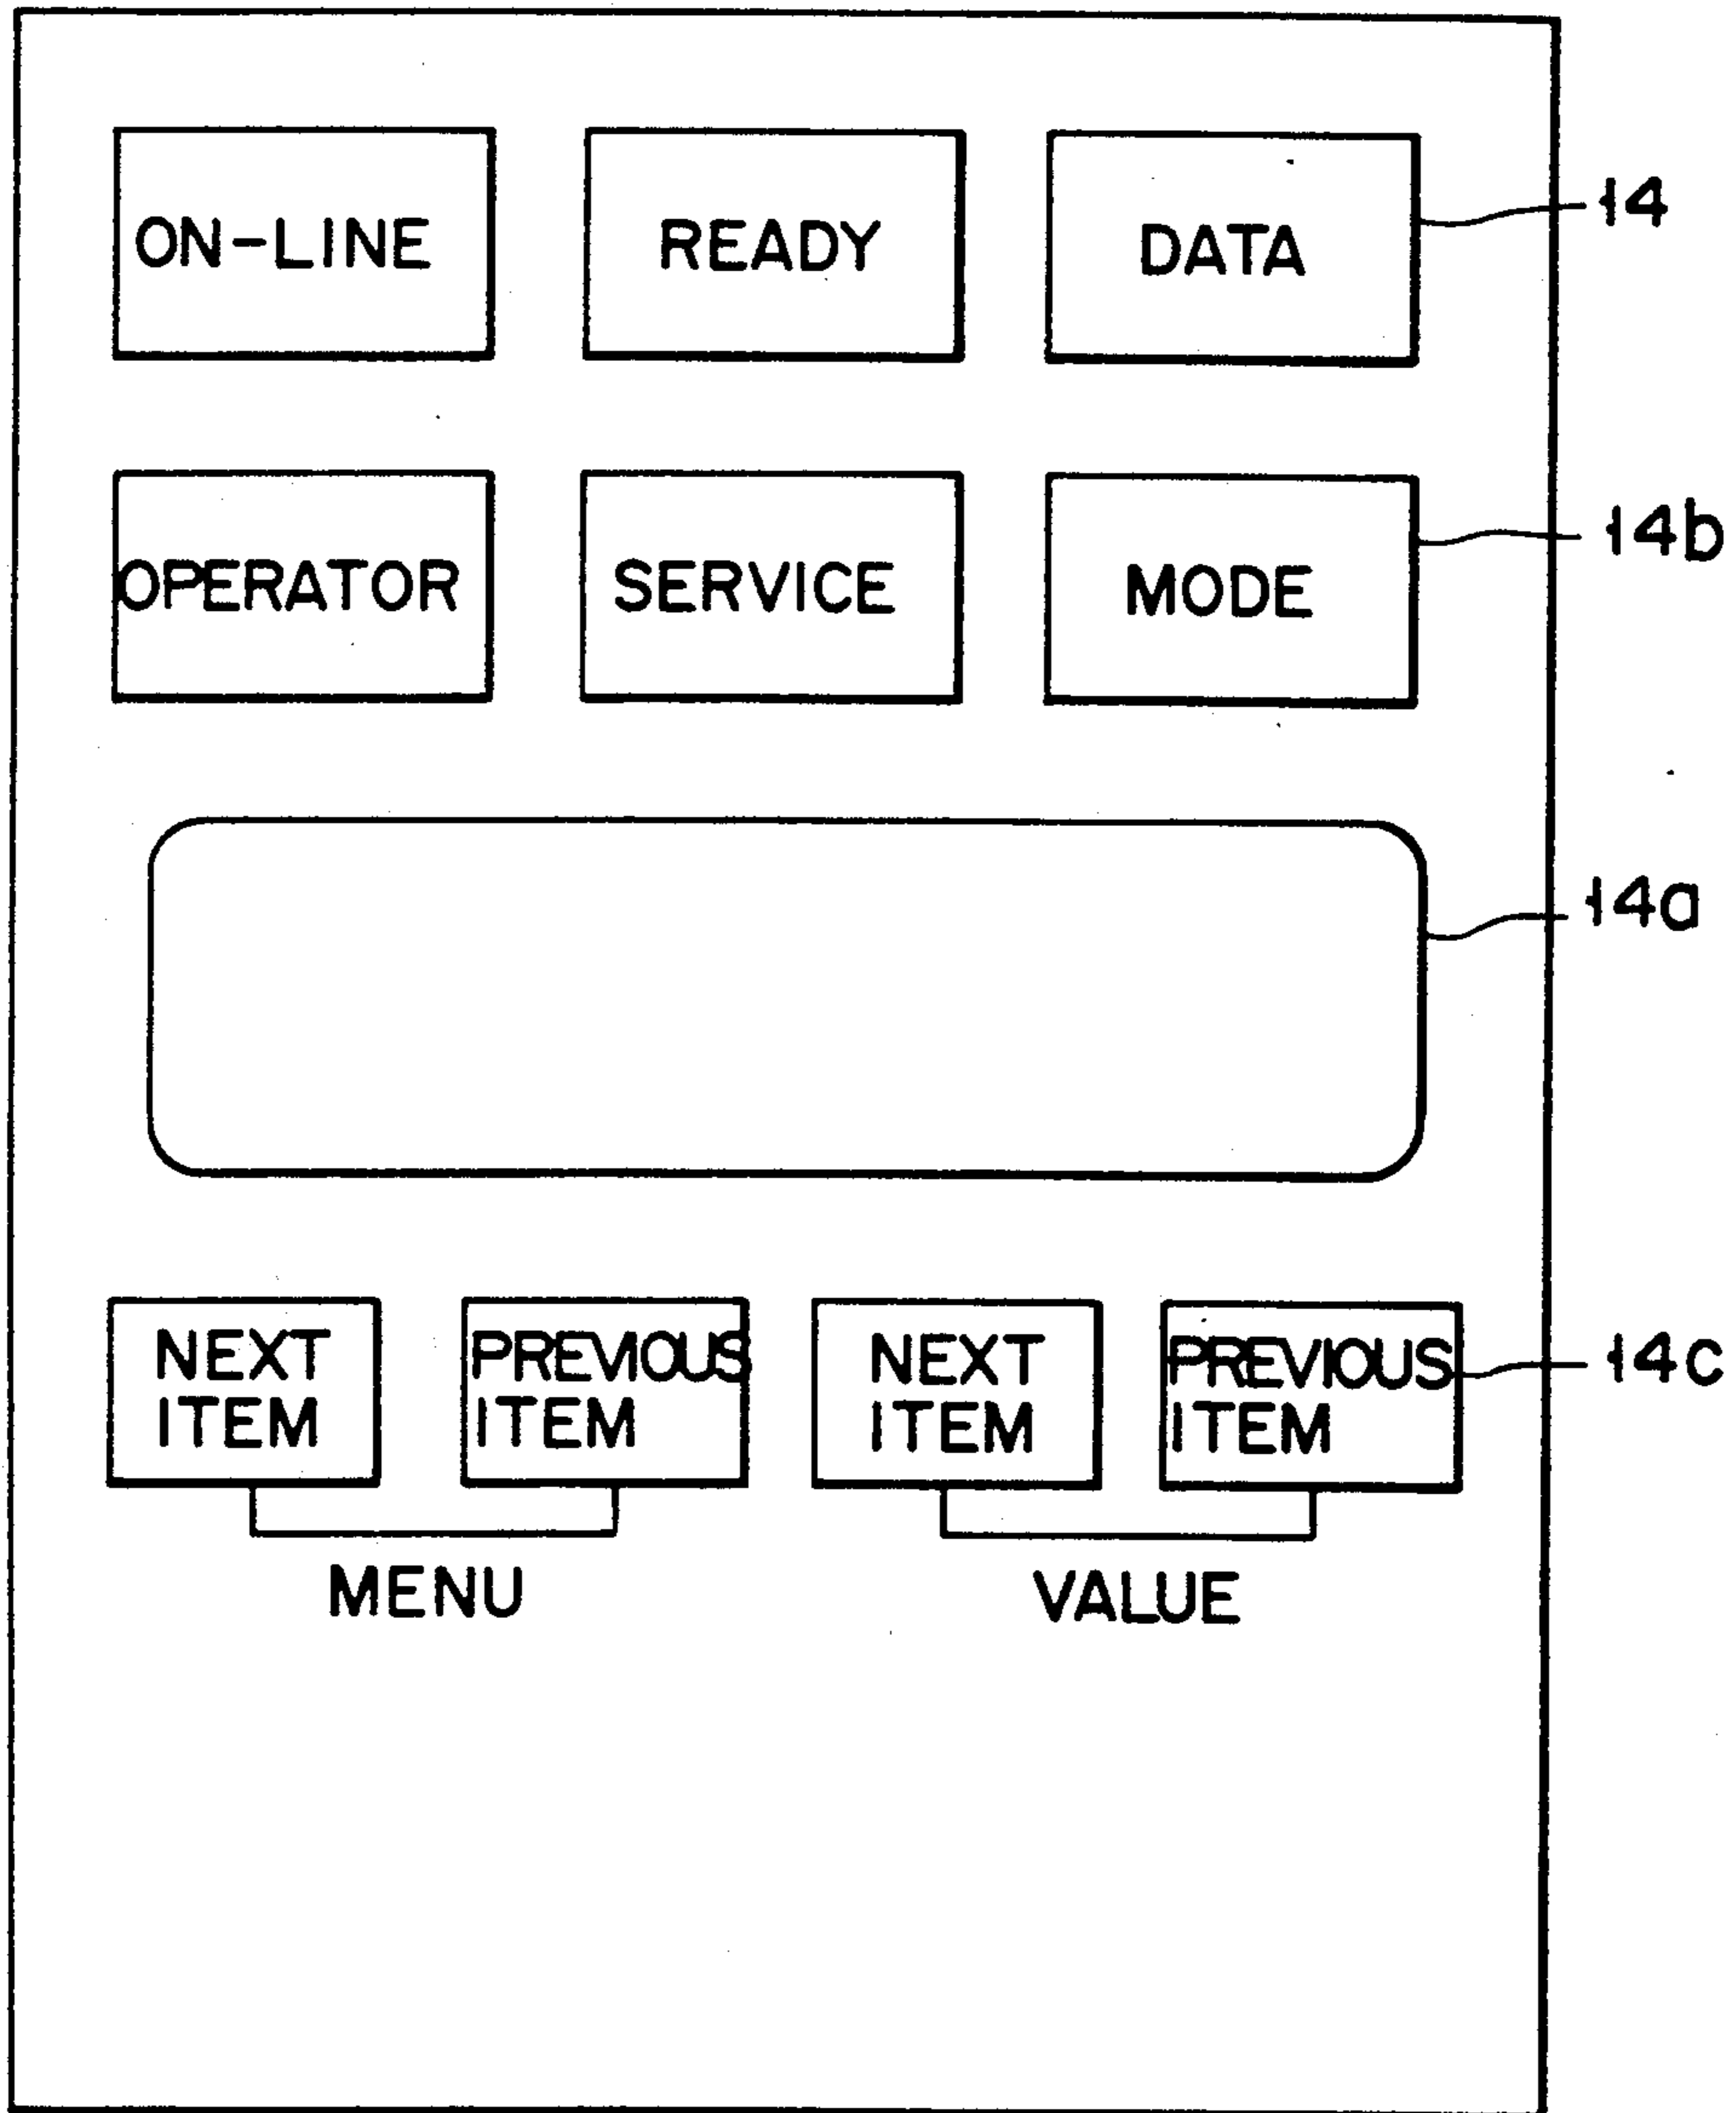 ON-LINE READY DATA 14
OPERATOR SERVICE MODE 14b
14a
NEXT ITEM PREVIOUS ITEM NEXT ITEM PREVIOUS ITEM 14c
MENU VALUE